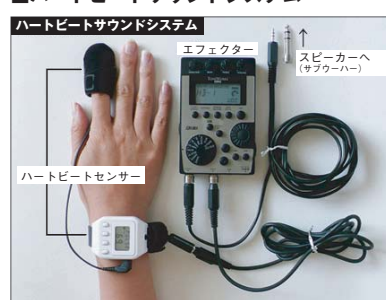 ハートビートサウンドシステム
エフェクター
スピーカーへ
（サブウーハー）
ハートビートセンサー